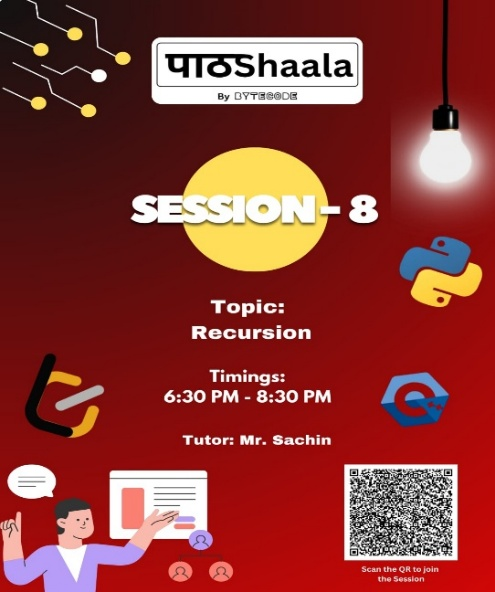 पाठShaala
By BYTECODE
SESSION - 8
Topic:
Recursion
Timings:
6:30 PM - 8:30 PM
Tutor: Mr. Sachin
Scan the QR to join
the Session